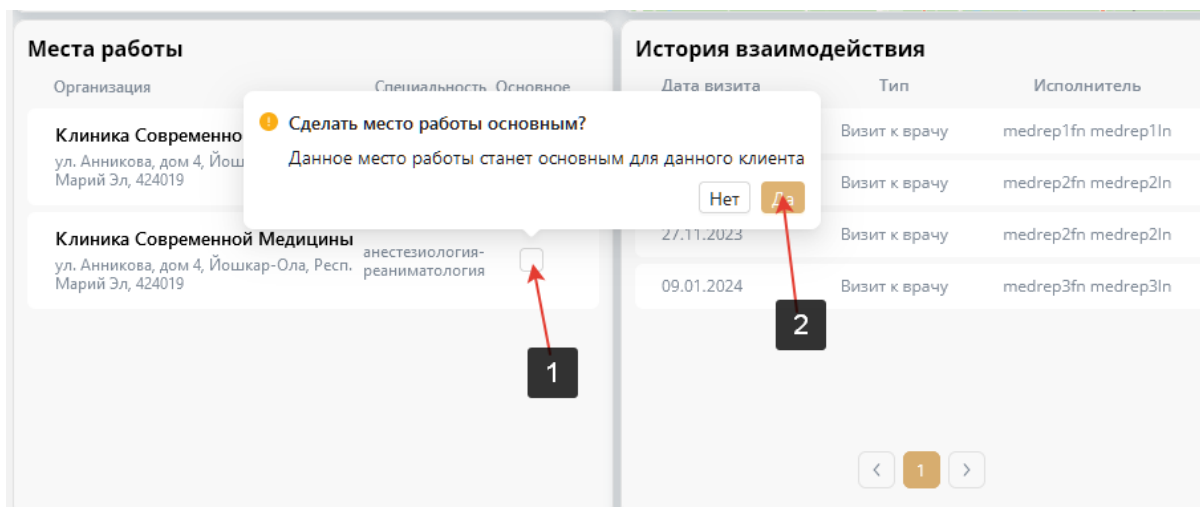 Места работы
Организация Специальность Основное
Сделать место работы основным?
Данное место работы станет основным для данного клиента
Нет Да
Клиника Современно
ул. Анникова, дом 4, Йош
Марий Эл, 424019
Клиника Современной Медицины
ул. Анникова, дом 4, Йошкар-Ола, Респ.
Марий Эл, 424019
анестезиология-
реаниматология
1
История взаимодействия
Дата визита Тип Исполнитель
Визит к врачу medrep1fn medrep1ln
Визит к врачу medrep2fn medrep2ln
27.11.2023 Визит к врачу medrep2fn medrep2ln
09.01.2024 Визит к врачу medrep3fn medrep3ln
2
< 1 >